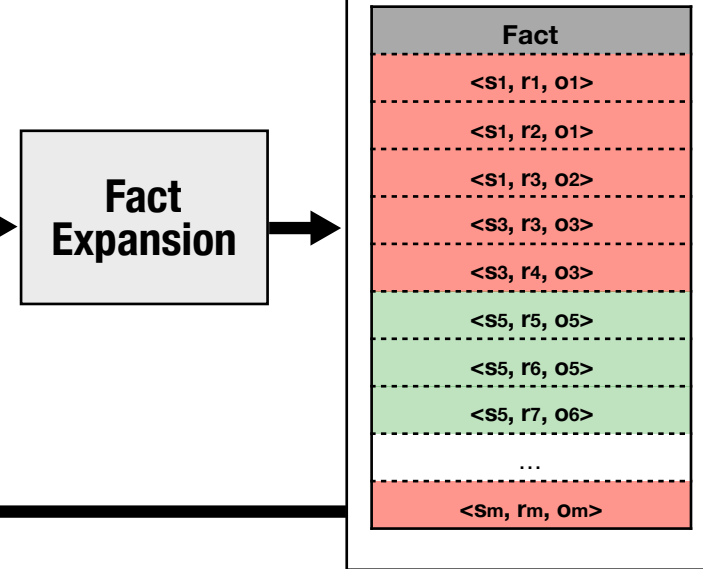 Fact
Expansion
Fact
<s1, r1, o1>
<s1, r2, o1>
<s1, r3, o2>
<s3, r3, o3>
<s3, r4, o3>
<s5, r5, o5>
<s5, r6, o5>
<s5, r7, o6>
...
<sm, rm, om>